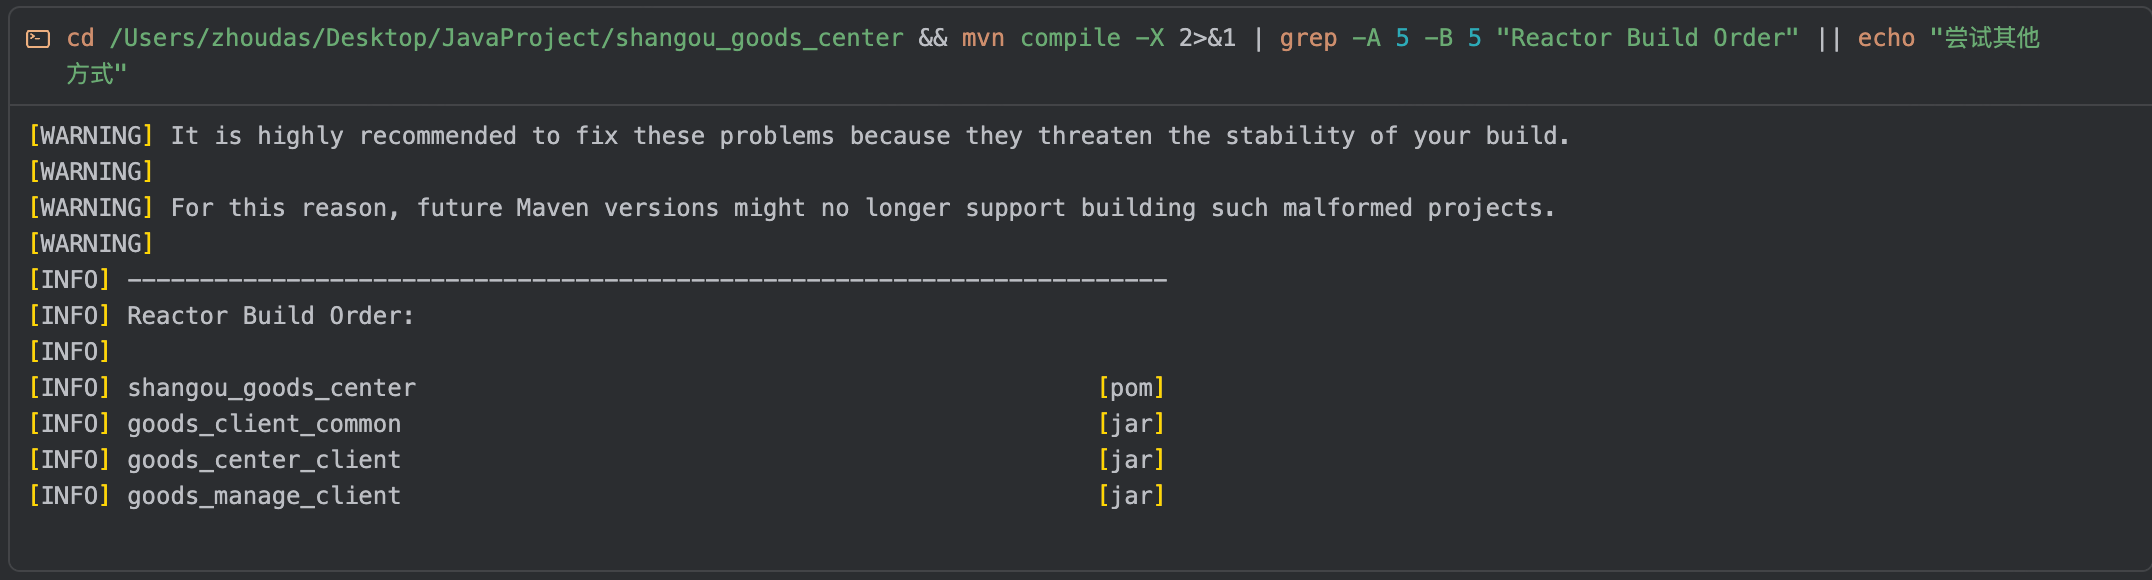 cd /Users/zhoudas/Desktop/JavaProject/shangou_goods_center && mvn compile -X 2>&1 | grep -A 5 -B 5 "Reactor Build Order" || echo "尝试其他
方式"
[WARNING] It is highly recommended to fix these problems because they threaten the stability of your build.
[WARNING]
[WARNING] For this reason, future Maven versions might no longer support building such malformed projects.
[WARNING]
[INFO] ------------------------------------------------------------------------
[INFO] Reactor Build Order:
[INFO]
[INFO] shangou_goods_center                                               [pom]
[INFO] goods_client_common                                                [jar]
[INFO] goods_center_client                                                [jar]
[INFO] goods_manage_client                                                [jar]